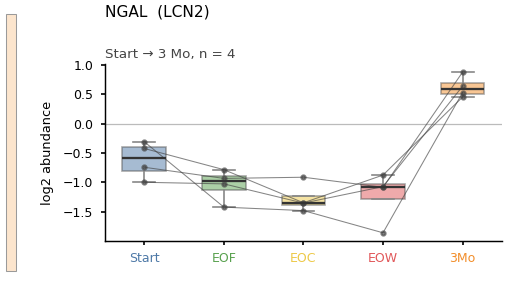 NGAL (LCN2)
Start → 3 Mo, n = 4
log2 abundance
1.0
0.5
0.0
−0.5
−1.0
−1.5
Start EOF EOC EOW 3Mo